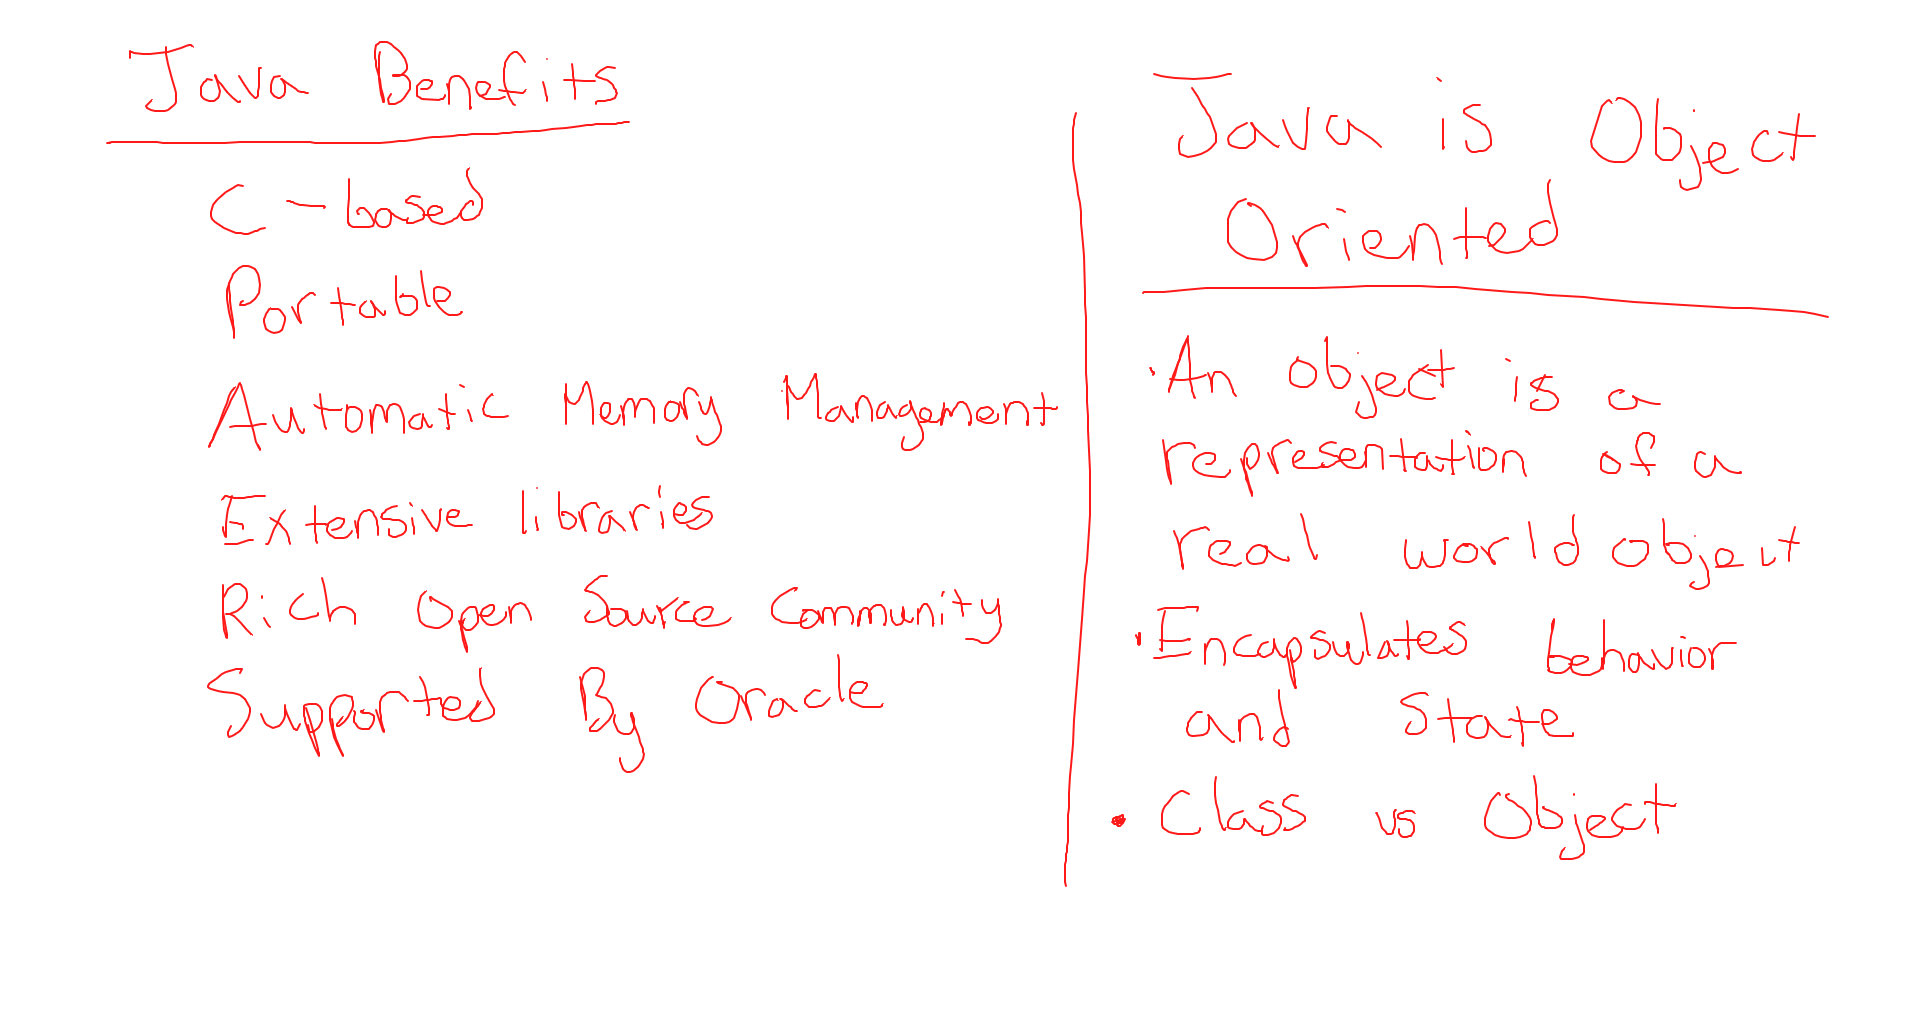 Java Benefits
C-based
Portable
Automatic Memory Management
Extensive libraries
Rich Open Source Community
Supported By Oracle
Java is Object
Oriented
• An object is a
representation of a
real world object
• Encapsulates behavior
and State
• Class vs Object